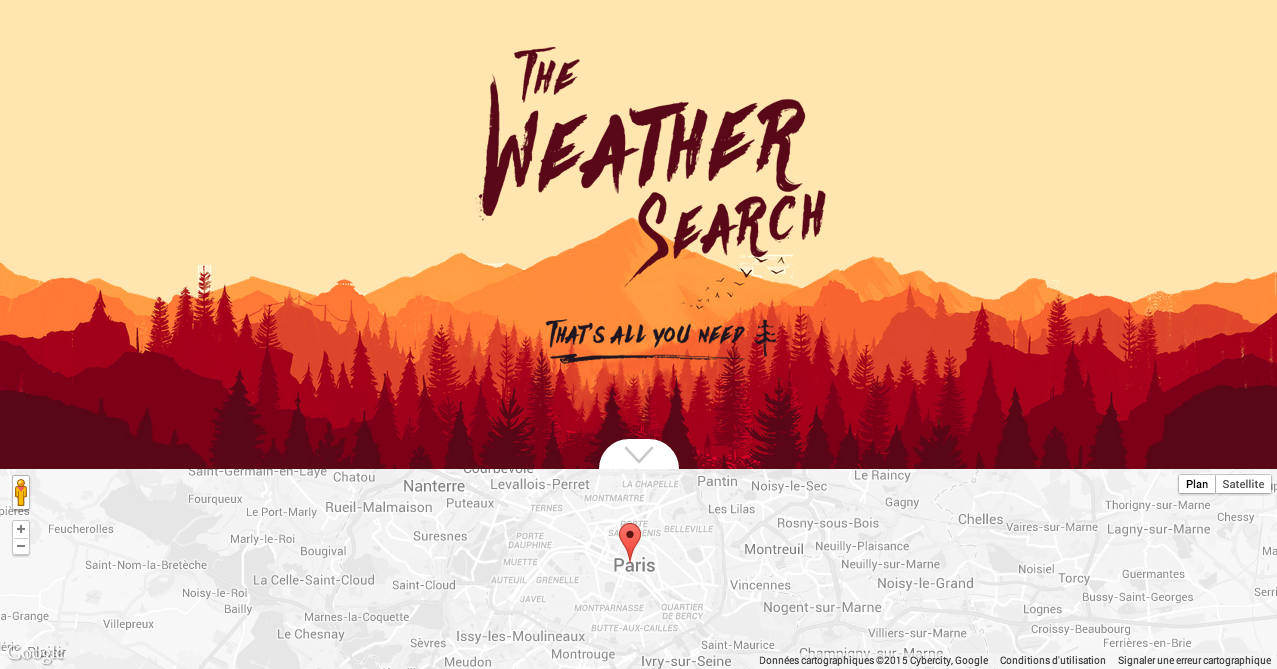 THE
WEATHER
SEARCH
THAT'S ALL YOU NEED
Saint-Germain-en-Laye
Chatou
Courbevoie
Nanterre
Levallois-Perret
LA CHAPELLE
Pantin
Noisy-le-Sec
Le Raincy
Plan
Satellite
Fourqueux
Le Port-Marly
Rueil-Malmaison
Puteaux
MONTMARTRE
TERNES
Les Lilas
Gagny
Thorigny-sur-Marne
Chessy
Feucherolles
Marly-le-Roi
Bougival
Suresnes
PORTE
DAUPHINE
BELLEVILLE
Rosny-sous-Bois
Chelles
Vaires-sur-Marne
Lagny-sur-Marne
+
−
Saint-Nom-la-Bretèche
La Celle-Saint-Cloud
Saint-Cloud
MUETTE
AUTEUIL
GRENELLE
Paris
Montreuil
Neuilly-Plaisance
Neuilly-sur-Marne
Noisy-le-Grand
Vincennes
Noisiel
Torcy
Guermantes
Bussy-Saint-Georges
Noisy-le-Roi
Bailly
JAVEL
MONTPARNASSE
QUARTIER
DE BERCY
Nogent-sur-Marne
Lognes
Villepreux
Marnes-la-Coquette
Le Chesnay
Sèvres
Issy-les-Moulineaux
BUTTE-AUX-CAILLES
Villiers-sur-Marne
Croissy-Beaubourg
Ferrières-en-Brie
Google
Meudon
Montrouge
Ivry-sur-Seine
Saint-Maurice
Champigny-sur-Marne
Données cartographiques ©2015 Cybercity, Google
Conditions d'utilisation
Signaler une erreur cartographique